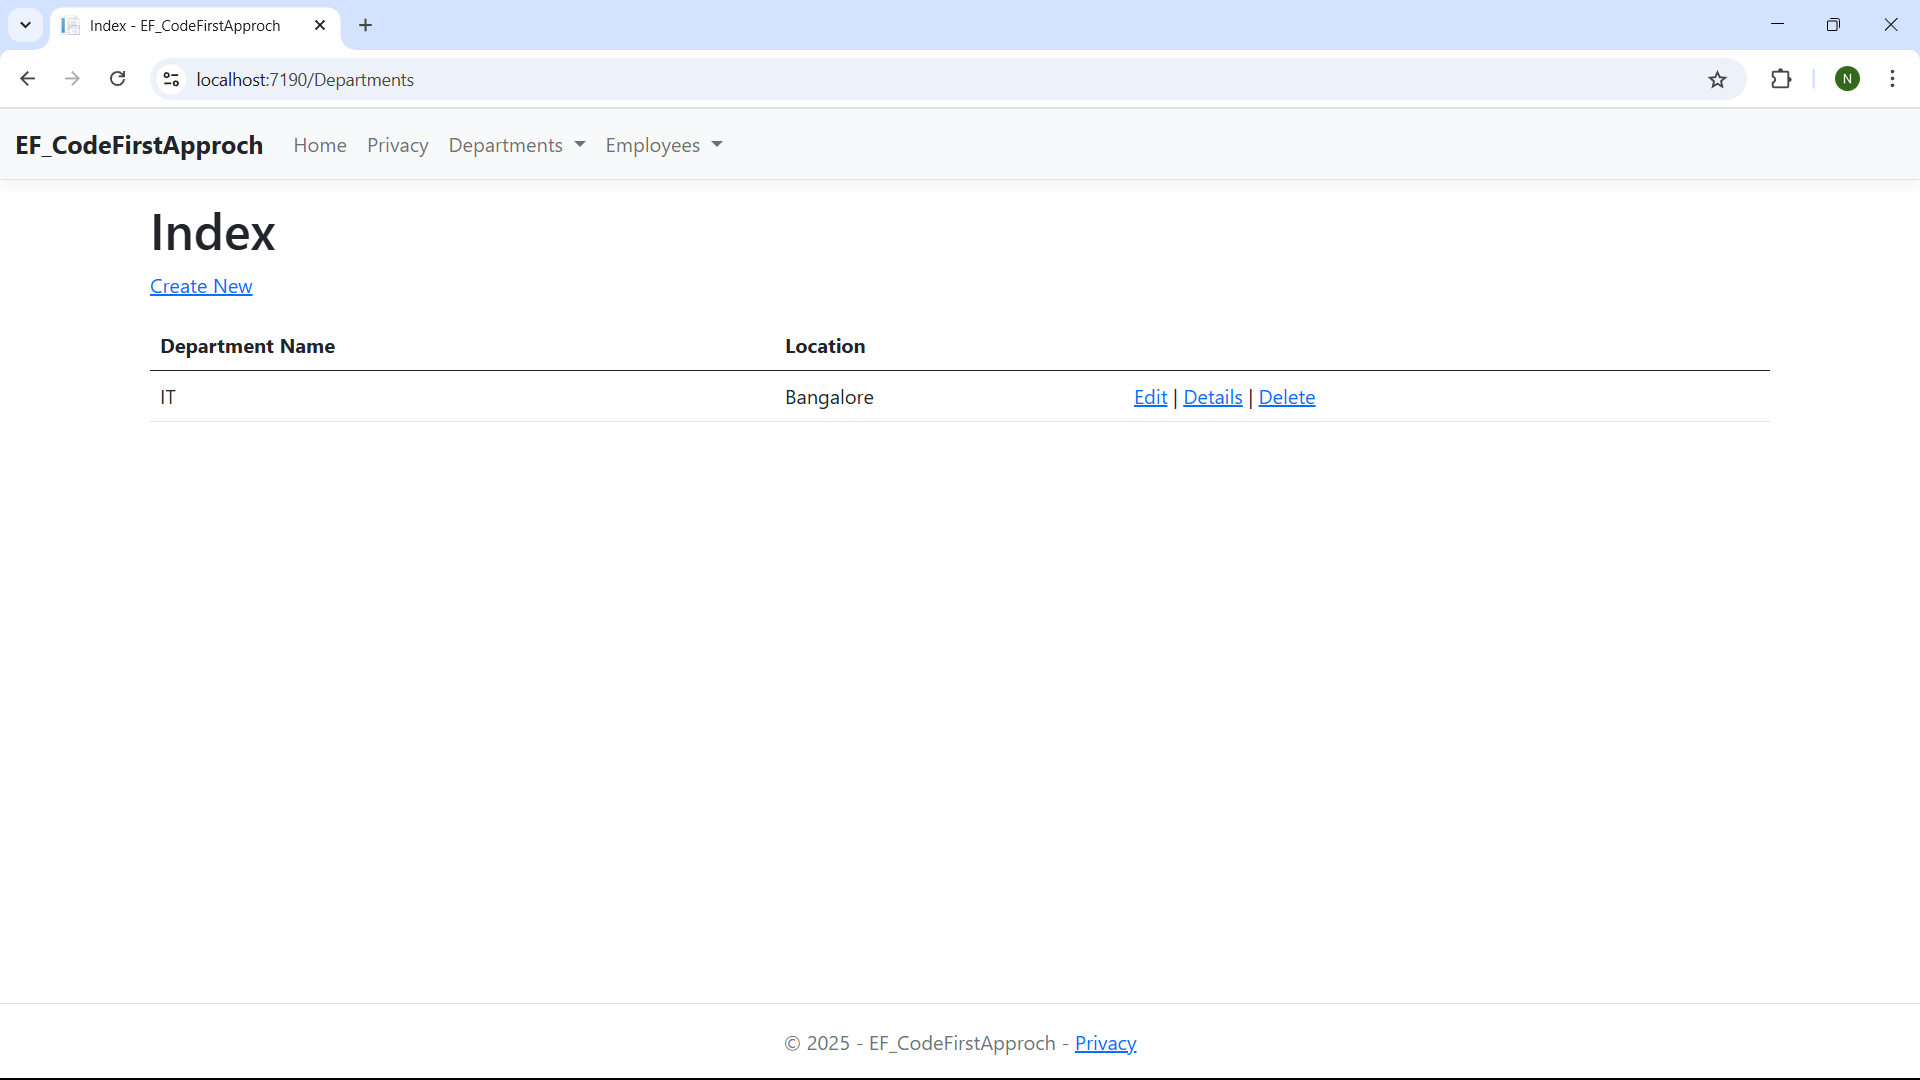 Index - EF_CodeFirstApproch
localhost:7190/Departments
N
EF_CodeFirstApproch Home Privacy Departments Employees
Index
Create New
Department Name Location
IT Bangalore Edit | Details | Delete
© 2025 - EF_CodeFirstApproch - Privacy